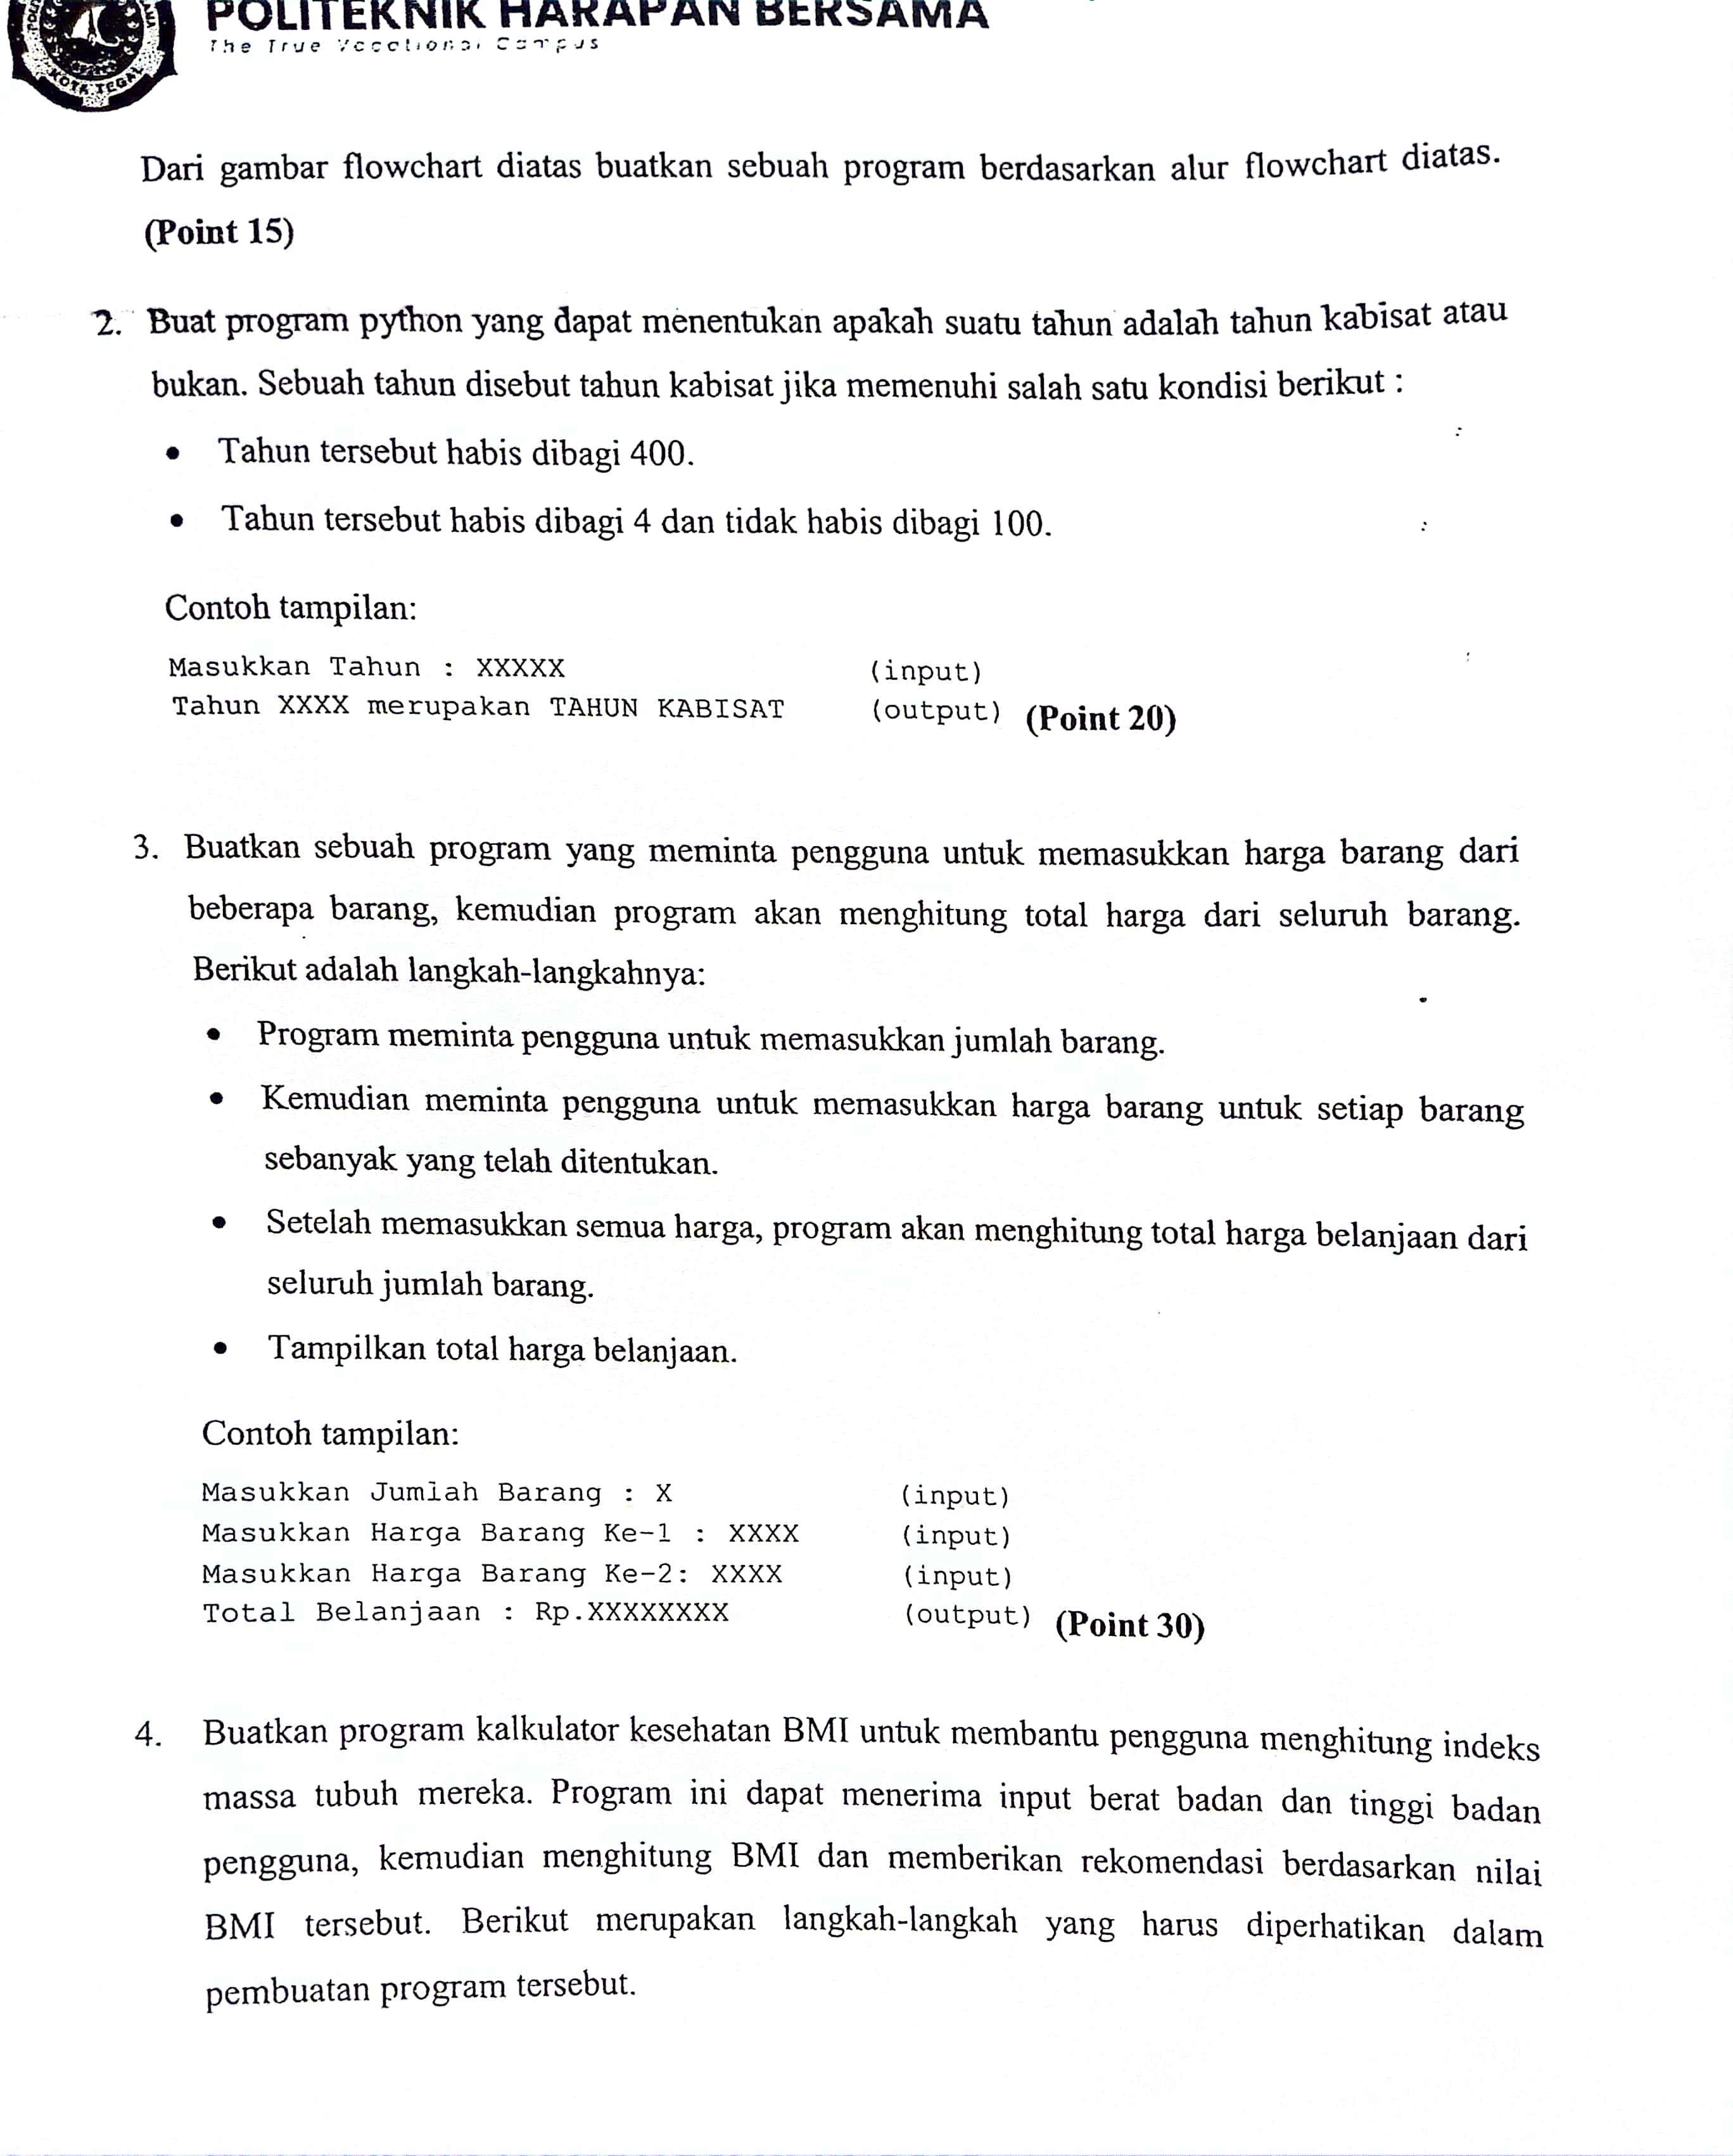 POLITEKNIK HARAPAN BERSAMA
The True Vocational Campus
KOTA TEGAL
Dari gambar flowchart diatas buatkan sebuah program berdasarkan alur flowchart diatas.
(Point 15)
2. Buat program python yang dapat menentukan apakah suatu tahun adalah tahun kabisat atau
bukan. Sebuah tahun disebut tahun kabisat jika memenuhi salah satu kondisi berikut :
• Tahun tersebut habis dibagi 400.
• Tahun tersebut habis dibagi 4 dan tidak habis dibagi 100.
Contoh tampilan:
Masukkan Tahun : XXXXX (input)
Tahun XXXX merupakan TAHUN KABISAT (output) (Point 20)
3. Buatkan sebuah program yang meminta pengguna untuk memasukkan harga barang dari
beberapa barang, kemudian program akan menghitung total harga dari seluruh barang.
Berikut adalah langkah-langkahnya:
• Program meminta pengguna untuk memasukkan jumlah barang.
• Kemudian meminta pengguna untuk memasukkan harga barang untuk setiap barang
sebanyak yang telah ditentukan.
• Setelah memasukkan semua harga, program akan menghitung total harga belanjaan dari
seluruh jumlah barang.
• Tampilkan total harga belanjaan.
Contoh tampilan:
Masukkan Jumlah Barang : X (input)
Masukkan Harga Barang Ke-1 : XXXX (input)
Masukkan Harga Barang Ke-2: XXXX (input)
Total Belanjaan : Rp.XXXXXXXX (output) (Point 30)
4. Buatkan program kalkulator kesehatan BMI untuk membantu pengguna menghitung indeks
massa tubuh mereka. Program ini dapat menerima input berat badan dan tinggi badan
pengguna, kemudian menghitung BMI dan memberikan rekomendasi berdasarkan nilai
BMI tersebut. Berikut merupakan langkah-langkah yang harus diperhatikan dalam
pembuatan program tersebut.